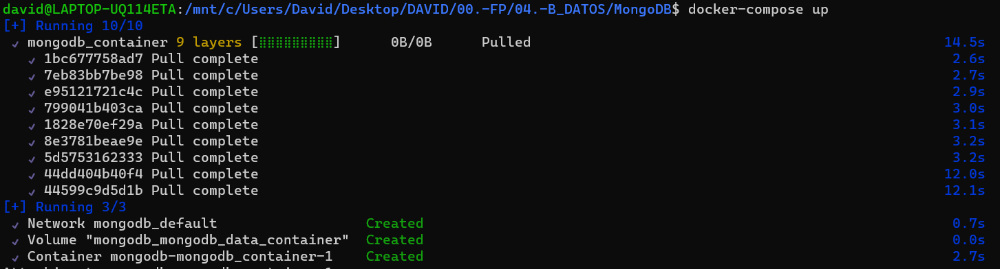 david@LAPTOP-UQ114ETA:/mnt/c/Users/David/Desktop/DAVID/00.-FP/04.-B_DATOS/MongoDB$ docker-compose up
[+] Running 10/10
✓ mongodb_container 9 layers [⣿⣿⣿⣿⣿⣿⣿⣿⣿] 0B/0B Pulled 14.5s
✓ 1bc677758ad7 Pull complete 2.6s
✓ 7eb83bb7be98 Pull complete 2.7s
✓ e95121721c4c Pull complete 2.9s
✓ 799041b403ca Pull complete 3.0s
✓ 1828e70ef29a Pull complete 3.1s
✓ 8e3781beae9e Pull complete 3.2s
✓ 5d5753162333 Pull complete 3.2s
✓ 44dd404b40f4 Pull complete 12.0s
✓ 44599c9d5d1b Pull complete 12.1s
[+] Running 3/3
✓ Network mongodb_default Created 0.7s
✓ Volume "mongodb_mongodb_data_container" Created 0.0s
✓ Container mongodb-mongodb_container-1 Created 2.7s